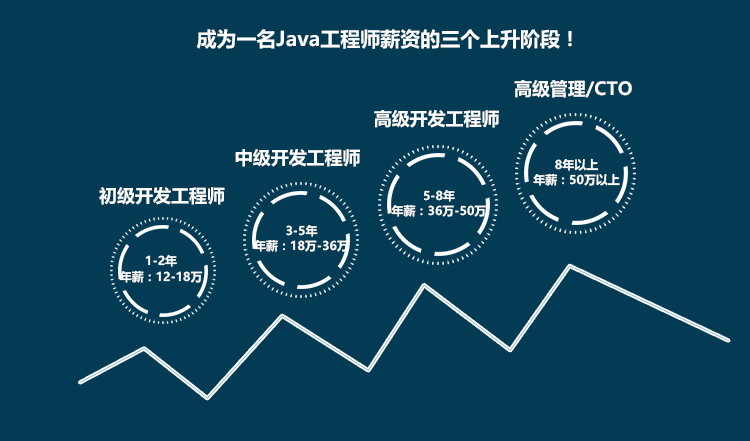 成为一名Java工程师薪资的三个上升阶段！
初级开发工程师
1-2年
年薪：12-18万
中级开发工程师
3-5年
年薪：18万-36万
高级开发工程师
5-8年
年薪：36万-50万
高级管理/CTO
8年以上
年薪：50万以上